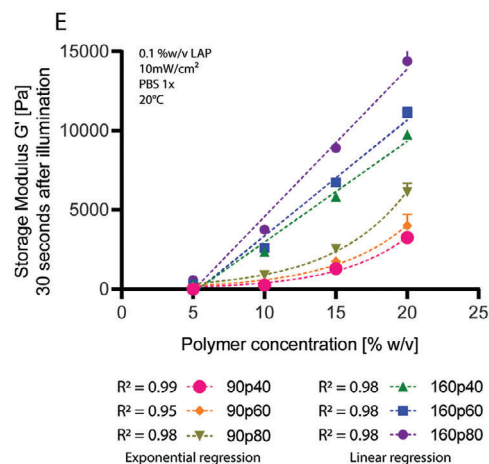 E
0.1 %w/v LAP
10mW/cm²
PBS 1x
20°C
Storage Modulus G' [Pa]
30 seconds after illumination
15000
10000
5000
0
0 5 10 15 20 25
Polymer concentration [% w/v]
R² = 0.99 90p40 R² = 0.98 160p40
R² = 0.95 90p60 R² = 0.98 160p60
R² = 0.98 90p80 R² = 0.98 160p80
Exponential regression Linear regression